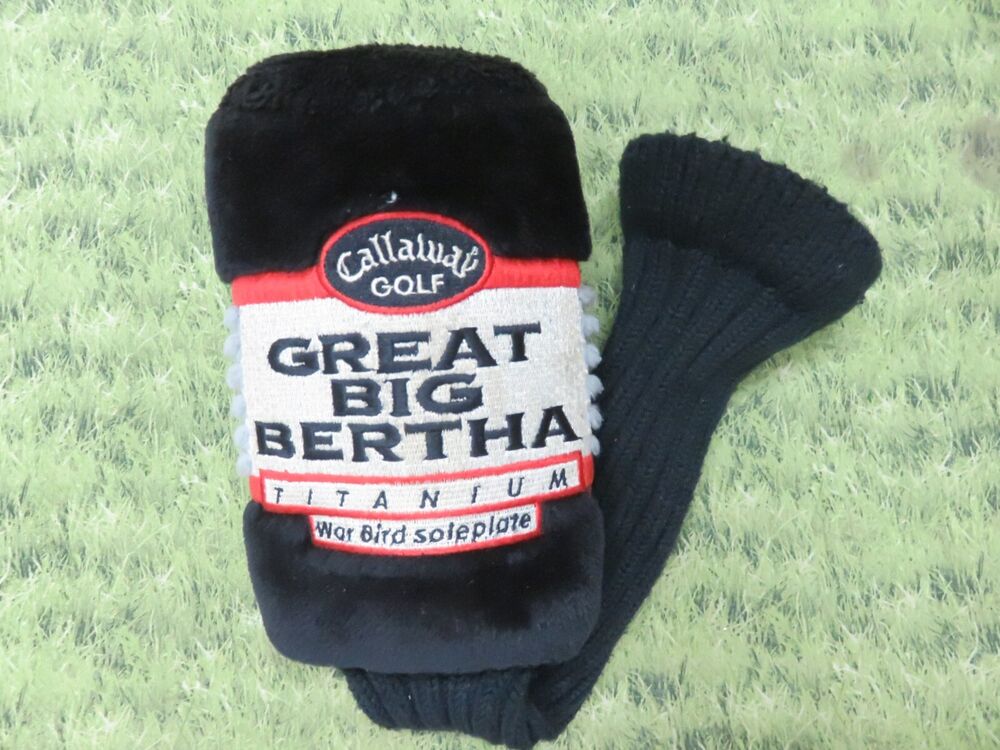 Callaway
GOLF
GREAT
BIG
BERTHA
TITANIUM
War Bird soleplate